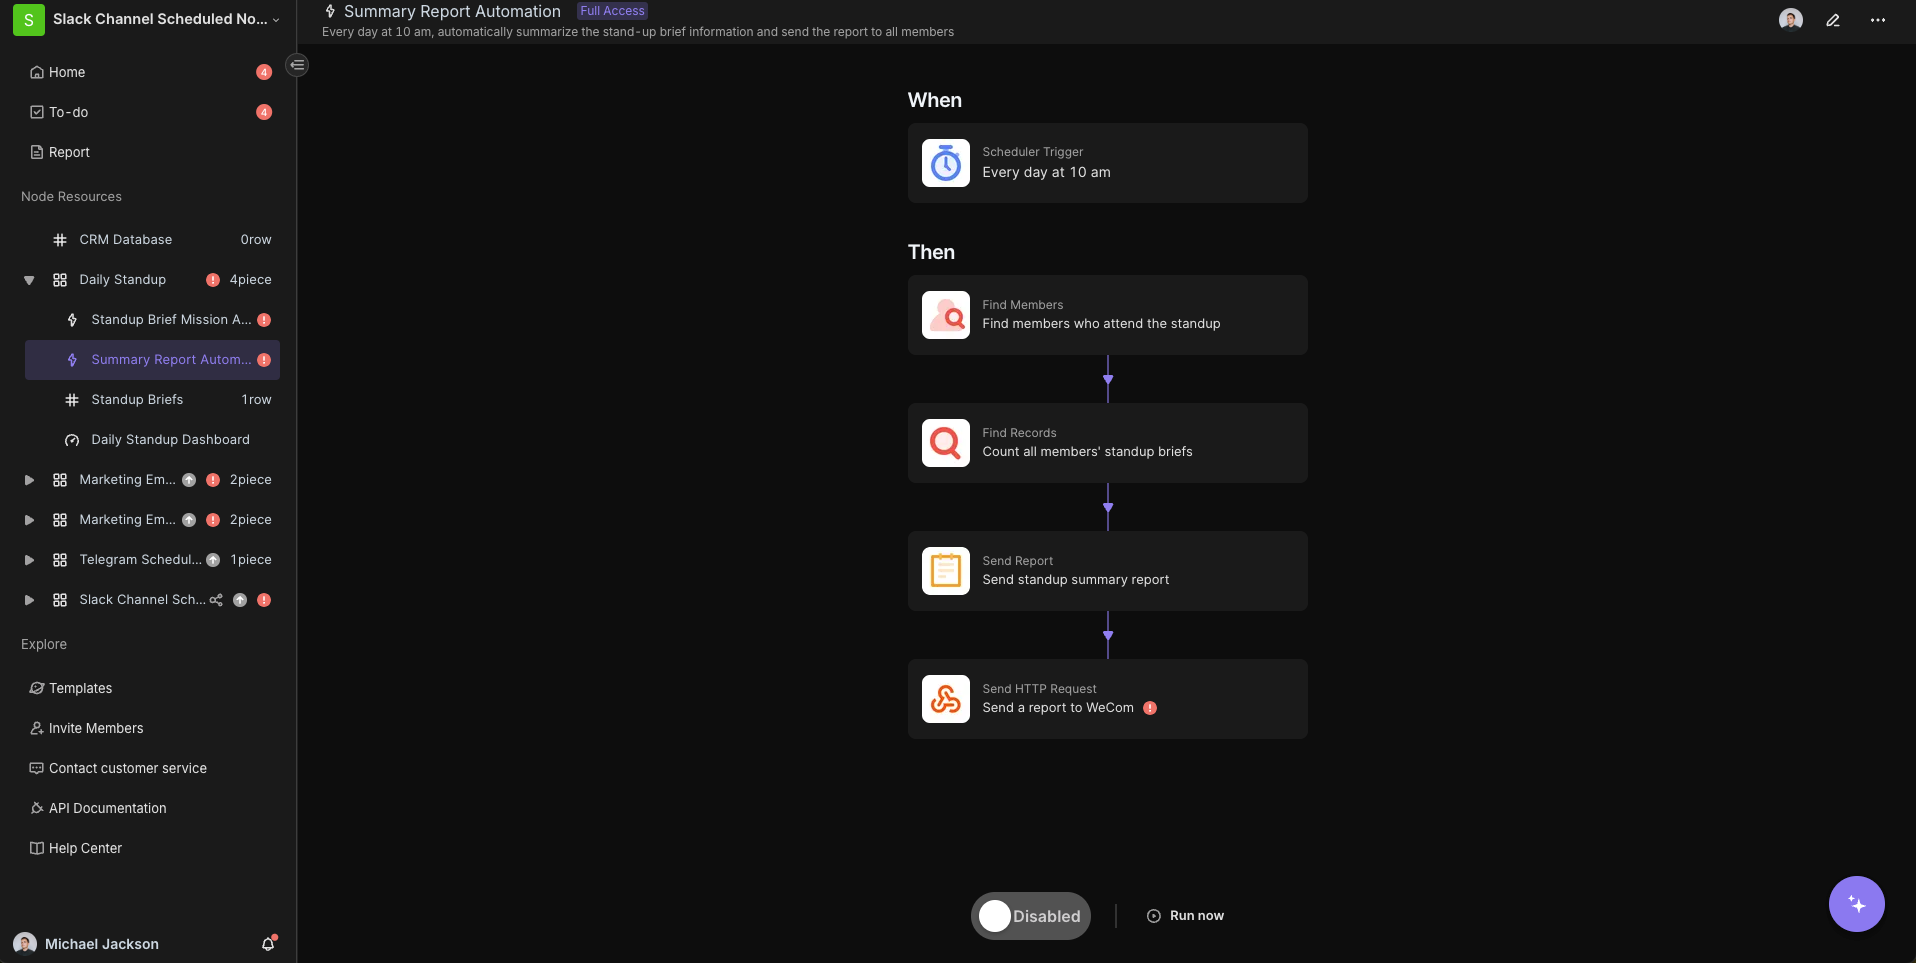 S
Slack Channel Scheduled No...
Home
4
To-do
4
Report
Node Resources
CRM Database
0row
Daily Standup
4piece
Standup Brief Mission A...
Summary Report Autom...
Standup Briefs
1row
Daily Standup Dashboard
Marketing Em...
2piece
Marketing Em...
2piece
Telegram Schedul...
1piece
Slack Channel Sch...
Explore
Templates
Invite Members
Contact customer service
API Documentation
Help Center
Michael Jackson
Summary Report Automation
Full Access
Every day at 10 am, automatically summarize the stand-up brief information and send the report to all members
When
Scheduler Trigger
Every day at 10 am
Then
Find Members
Find members who attend the standup
Find Records
Count all members' standup briefs
Send Report
Send standup summary report
Send HTTP Request
Send a report to WeCom
Disabled
Run now